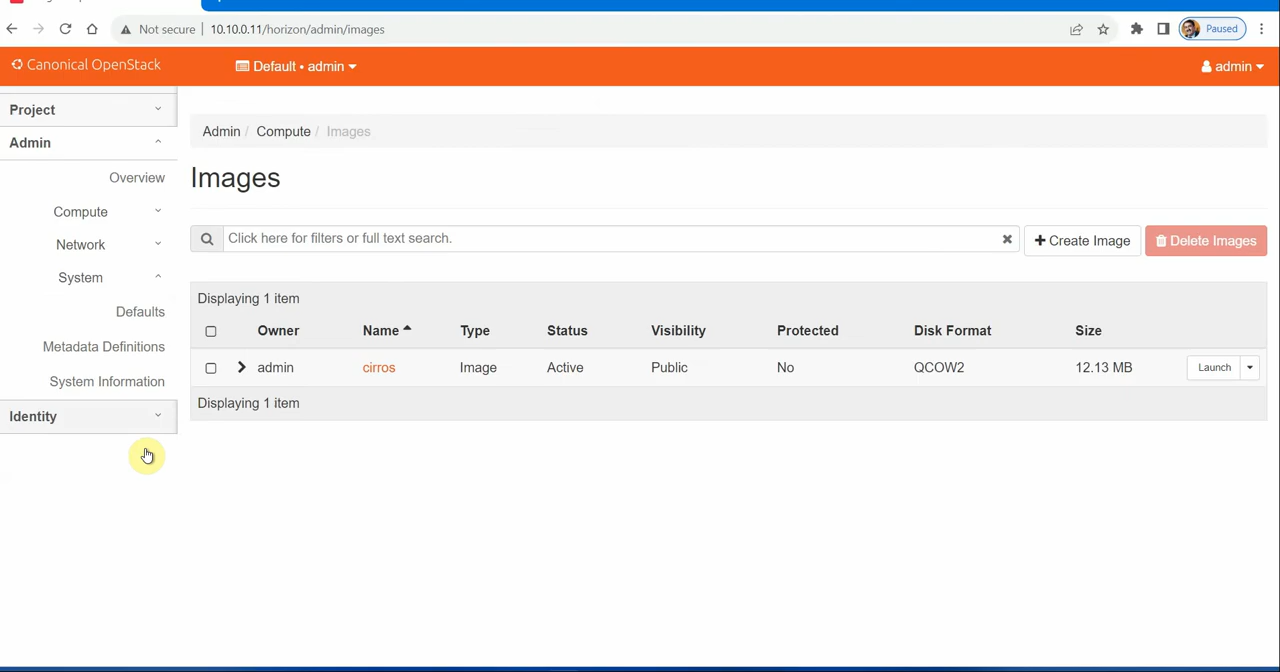 Not secure 10.10.0.11/horizon/admin/images Paused
Canonical OpenStack Default • admin admin
Project
Admin
Overview
Compute
Network
System
Defaults
Metadata Definitions
System Information
Identity
Admin / Compute / Images
Images
Click here for filters or full text search. + Create Image Delete Images
Displaying 1 item
Owner Name Type Status Visibility Protected Disk Format Size
admin cirros Image Active Public No QCOW2 12.13 MB Launch
Displaying 1 item